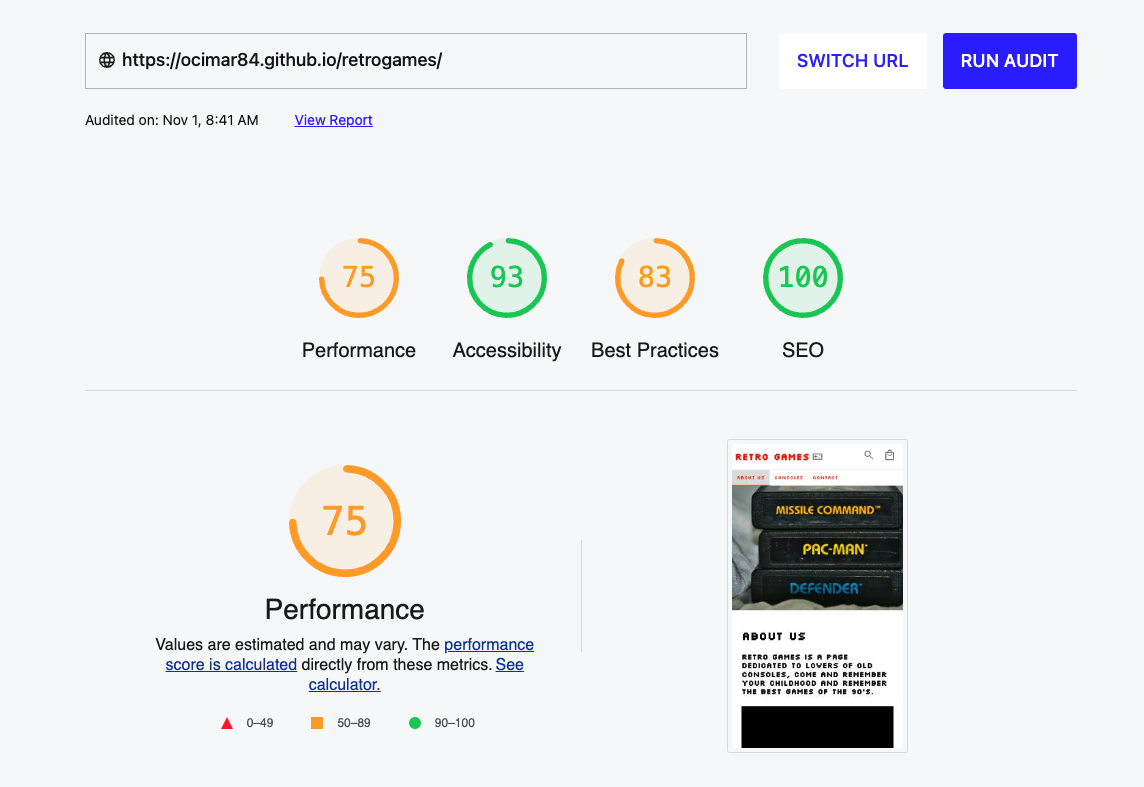 https://ocimar84.github.io/retrogames/
SWITCH URL
RUN AUDIT
Audited on: Nov 1, 8:41 AM
View Report
75
93
83
100
Performance
Accessibility
Best Practices
SEO
75
Performance
Values are estimated and may vary. The performance
score is calculated directly from these metrics. See
calculator.
0–49
50–89
90–100
RETRO GAMES
ABOUT US
CONSOLES
CONTACT
MISSILE COMMAND™
PAC-MAN*
DEFENDER*
ABOUT US
RETRO GAMES IS A PAGE
DEDICATED TO LOVERS OF OLD
CONSOLES, COME AND REMEMBER
YOUR CHILDHOOD AND REMEMBER
THE BEST GAMES OF THE 90'S.